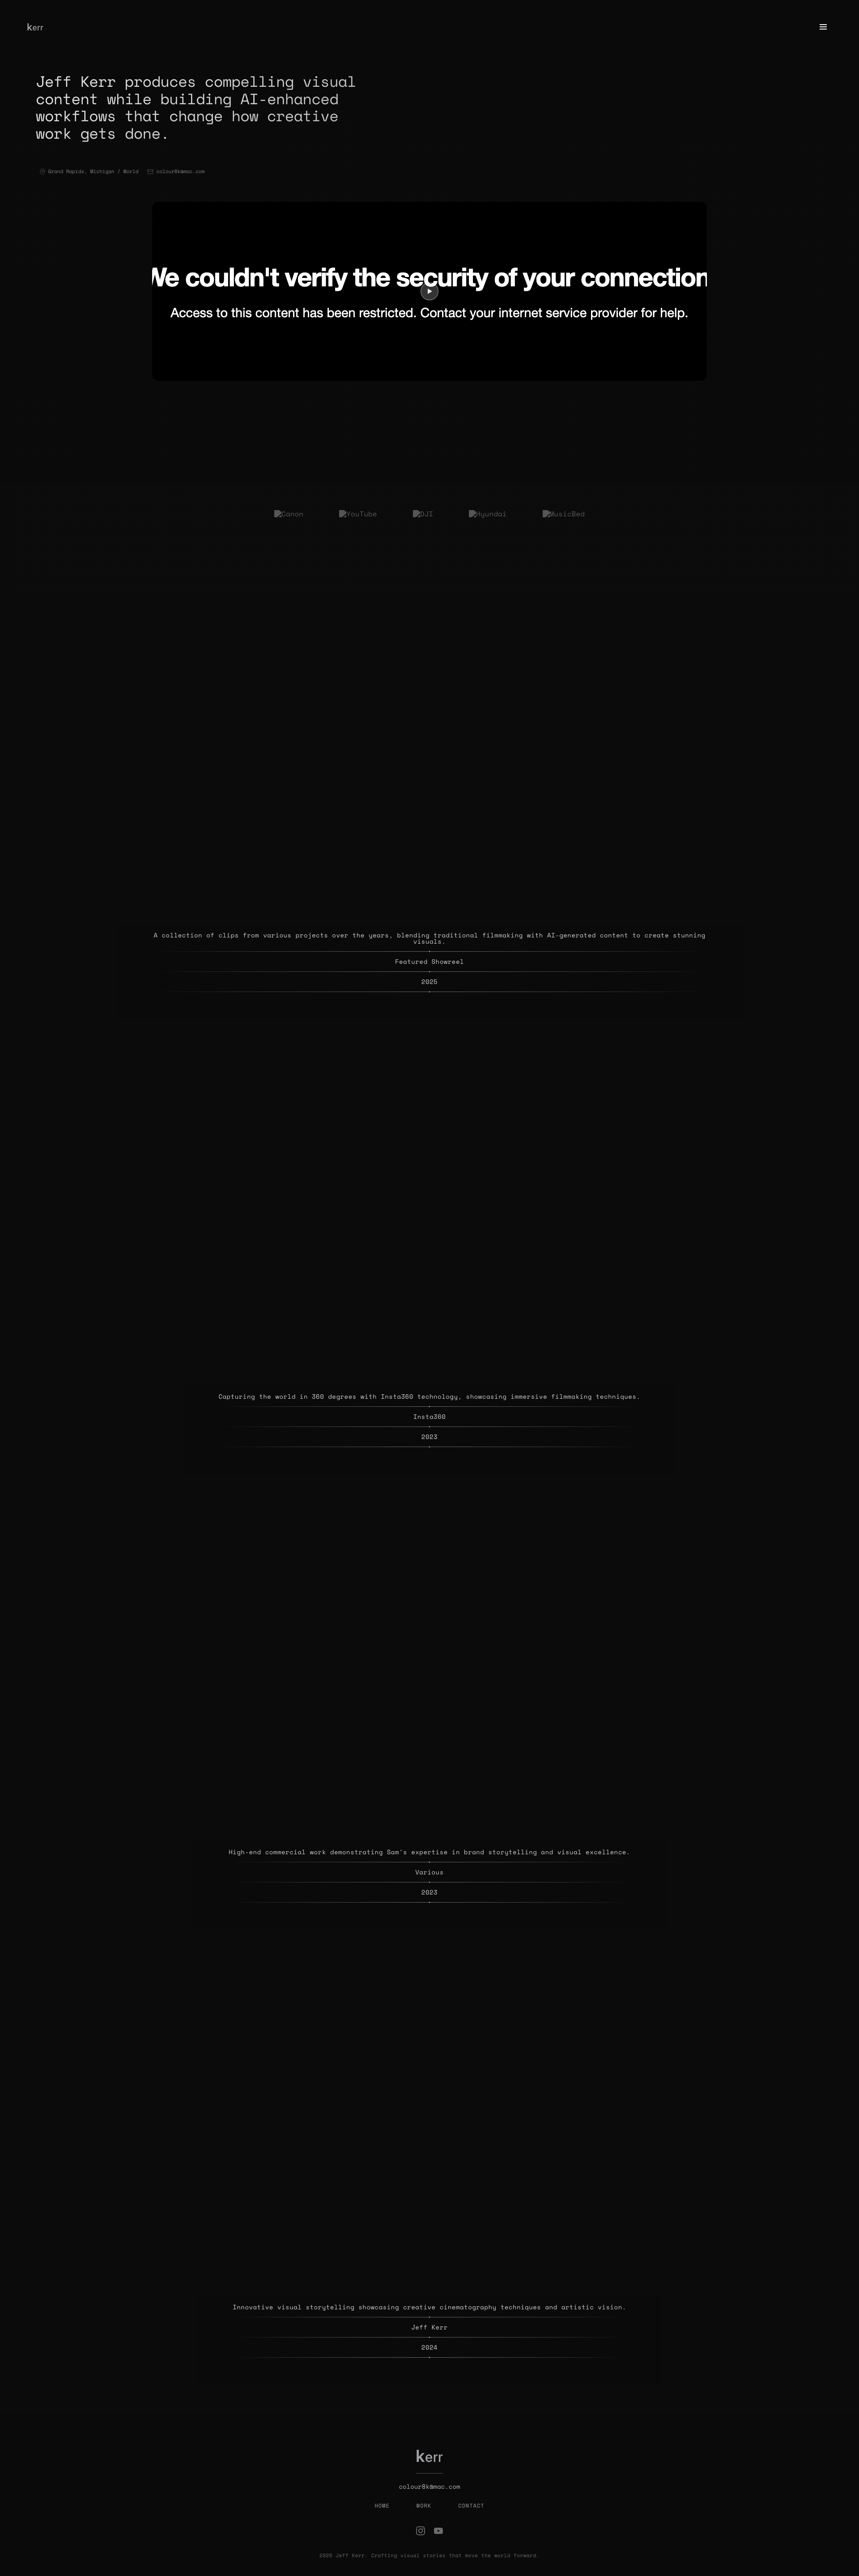 kerr
Jeff Kerr produces compelling visual
content while building AI-enhanced
workflows that change how creative
work gets done.
Grand Rapids, Michigan / World colour8k@mac.com
We couldn't verify the security of your connection
Access to this content has been restricted. Contact your internet service provider for help.
Canon YouTube DJI Hyundai MusicBed
A collection of clips from various projects over the years, blending traditional filmmaking with AI-generated content to create stunning
visuals.
Featured Showreel
2025
Capturing the world in 360 degrees with Insta360 technology, showcasing immersive filmmaking techniques.
Insta360
2023
High-end commercial work demonstrating Sam's expertise in brand storytelling and visual excellence.
Various
2023
Innovative visual storytelling showcasing creative cinematography techniques and artistic vision.
Jeff Kerr
2024
kerr
colour8k@mac.com
HOME WORK CONTACT
2025 Jeff Kerr. Crafting visual stories that move the world forward.